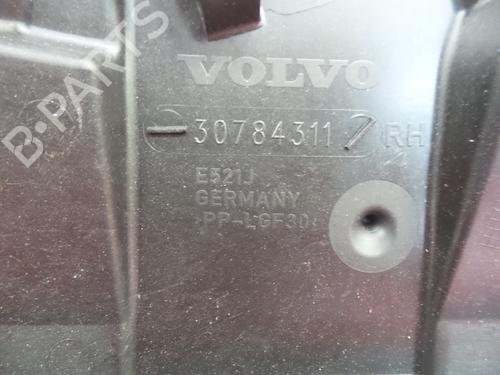 B-PARTS
VOLVO
30784311 RH
E521J
GERMANY
>PP-LGF30<